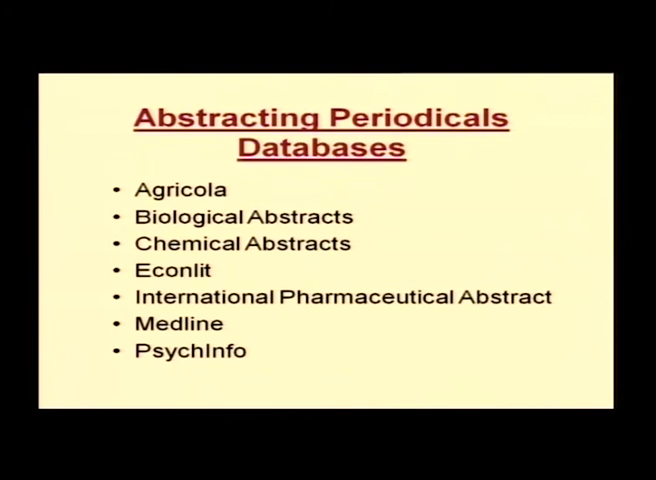 Abstracting Periodicals
Databases
• Agricola
• Biological Abstracts
• Chemical Abstracts
• Econlit
• International Pharmaceutical Abstract
• Medline
• PsychInfo